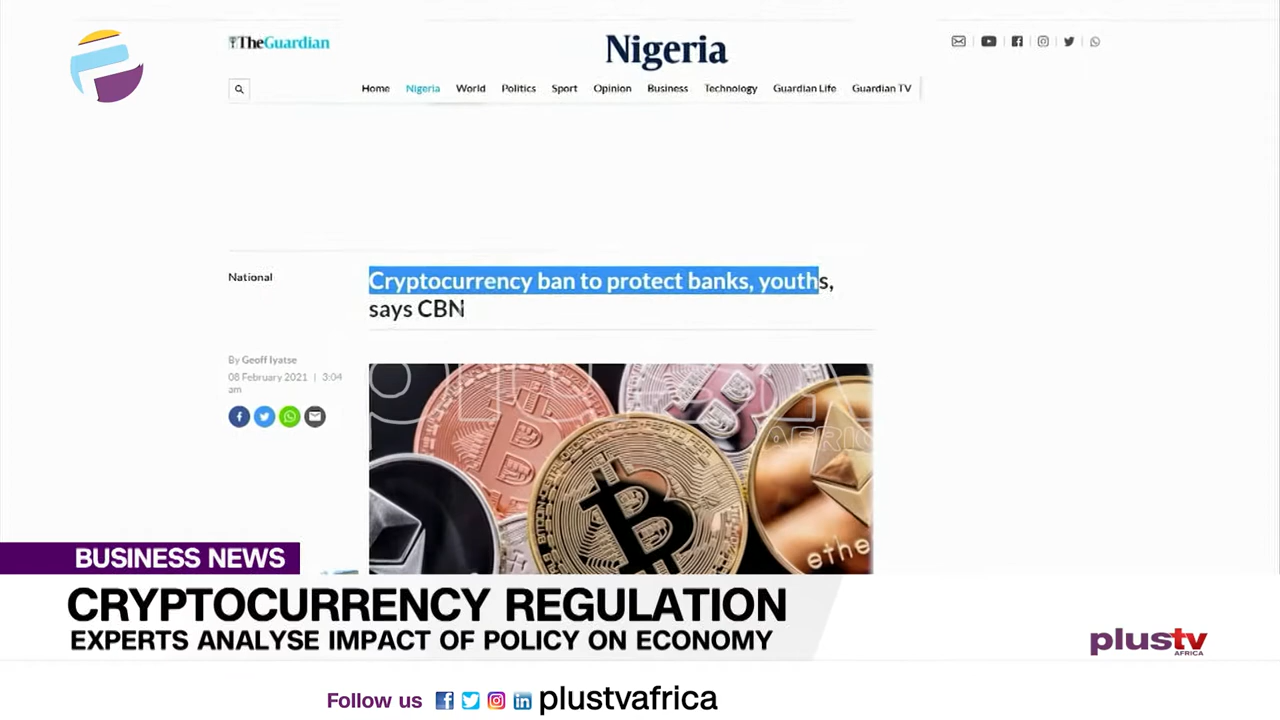 TheGuardian
Nigeria
Home Nigeria World Politics Sport Opinion Business Technology Guardian Life Guardian TV
National
Cryptocurrency ban to protect banks, youths,
says CBN
By Geoff Iyatse
08 February 2021 | 3:04
am
ethe
BUSINESS NEWS
CRYPTOCURRENCY REGULATION
EXPERTS ANALYSE IMPACT OF POLICY ON ECONOMY
plustv
AFRICA
Follow us plustvafrica